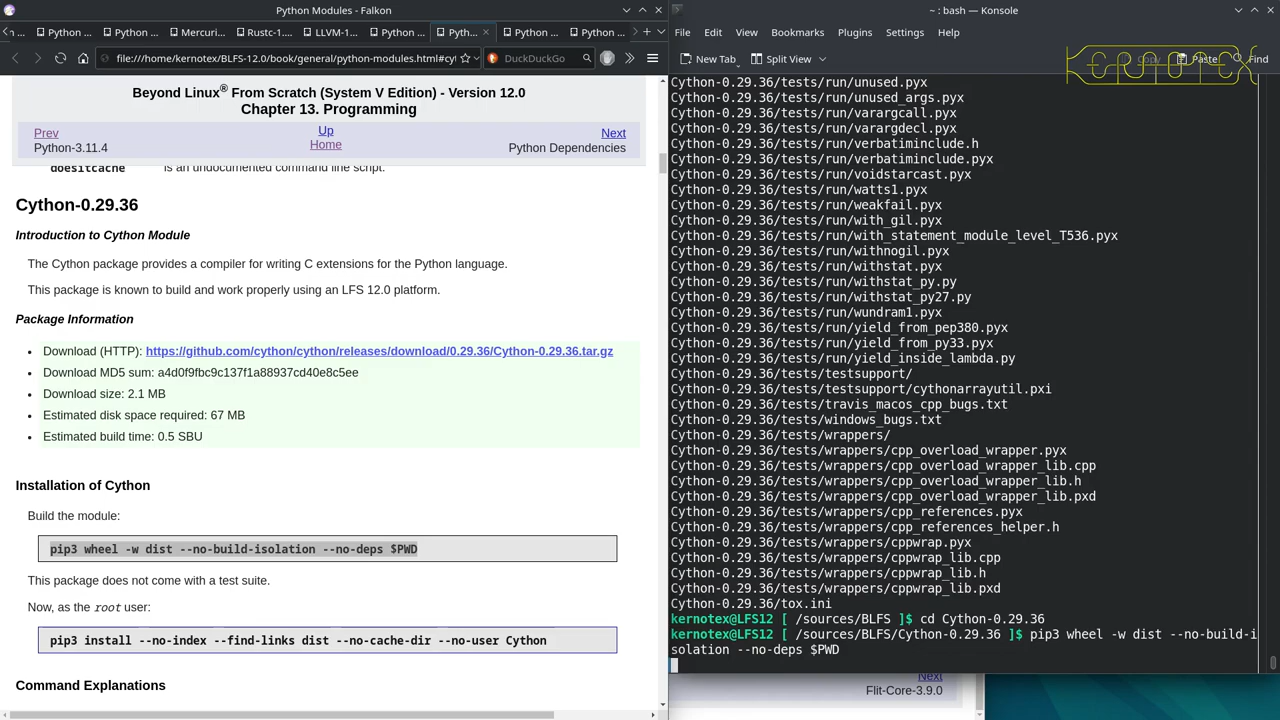 Python Modules - Falkon
Python
Python
Mercuri
Rustc-1.
LLVM-1
Python
Pyth
Python
Python
file:///home/kernotex/BLFS-12.0/book/general/python-modules.html#cyt
DuckDuckGo
Beyond Linux® From Scratch (System V Edition) - Version 12.0
Chapter 13. Programming
Prev
Up
Next
Python-3.11.4
Home
Python Dependencies
doesitcache is an undocumented command line script.
Cython-0.29.36
Introduction to Cython Module
The Cython package provides a compiler for writing C extensions for the Python language.
This package is known to build and work properly using an LFS 12.0 platform.
Package Information
• Download (HTTP): https://github.com/cython/cython/releases/download/0.29.36/Cython-0.29.36.tar.gz
• Download MD5 sum: a4d0f9fbc9c137f1a88937cd40e8c5ee
• Download size: 2.1 MB
• Estimated disk space required: 67 MB
• Estimated build time: 0.5 SBU
Installation of Cython
Build the module:
pip3 wheel -w dist --no-build-isolation --no-deps $PWD
This package does not come with a test suite.
Now, as the root user:
pip3 install --no-index --find-links dist --no-cache-dir --no-user Cython
Command Explanations
~ : bash — Konsole
File Edit View Bookmarks Plugins Settings Help
New Tab Split View Copy Paste Find
KERNOTEX
Cython-0.29.36/tests/run/unused.pyx
Cython-0.29.36/tests/run/unused_args.pyx
Cython-0.29.36/tests/run/varargcall.pyx
Cython-0.29.36/tests/run/varargdecl.pyx
Cython-0.29.36/tests/run/verbatiminclude.h
Cython-0.29.36/tests/run/verbatiminclude.pyx
Cython-0.29.36/tests/run/voidstarcast.pyx
Cython-0.29.36/tests/run/watts1.pyx
Cython-0.29.36/tests/run/weakfail.pyx
Cython-0.29.36/tests/run/with_gil.pyx
Cython-0.29.36/tests/run/with_statement_module_level_T536.pyx
Cython-0.29.36/tests/run/withnogil.pyx
Cython-0.29.36/tests/run/withstat.pyx
Cython-0.29.36/tests/run/withstat_py.py
Cython-0.29.36/tests/run/withstat_py27.py
Cython-0.29.36/tests/run/wundram1.pyx
Cython-0.29.36/tests/run/yield_from_pep380.pyx
Cython-0.29.36/tests/run/yield_from_py33.pyx
Cython-0.29.36/tests/run/yield_inside_lambda.py
Cython-0.29.36/tests/testsupport/
Cython-0.29.36/tests/testsupport/cythonarrayutil.pxi
Cython-0.29.36/tests/travis_macos_cpp_bugs.txt
Cython-0.29.36/tests/windows_bugs.txt
Cython-0.29.36/tests/wrappers/
Cython-0.29.36/tests/wrappers/cpp_overload_wrapper.pyx
Cython-0.29.36/tests/wrappers/cpp_overload_wrapper_lib.cpp
Cython-0.29.36/tests/wrappers/cpp_overload_wrapper_lib.h
Cython-0.29.36/tests/wrappers/cpp_overload_wrapper_lib.pxd
Cython-0.29.36/tests/wrappers/cpp_references.pyx
Cython-0.29.36/tests/wrappers/cpp_references_helper.h
Cython-0.29.36/tests/wrappers/cppwrap.pyx
Cython-0.29.36/tests/wrappers/cppwrap_lib.cpp
Cython-0.29.36/tests/wrappers/cppwrap_lib.h
Cython-0.29.36/tests/wrappers/cppwrap_lib.pxd
Cython-0.29.36/tox.ini
kernotex@LFS12 [ /sources/BLFS ]$ cd Cython-0.29.36
kernotex@LFS12 [ /sources/BLFS/Cython-0.29.36 ]$ pip3 wheel -w dist --no-build-i
solation --no-deps $PWD
Next
Flit-Core-3.9.0